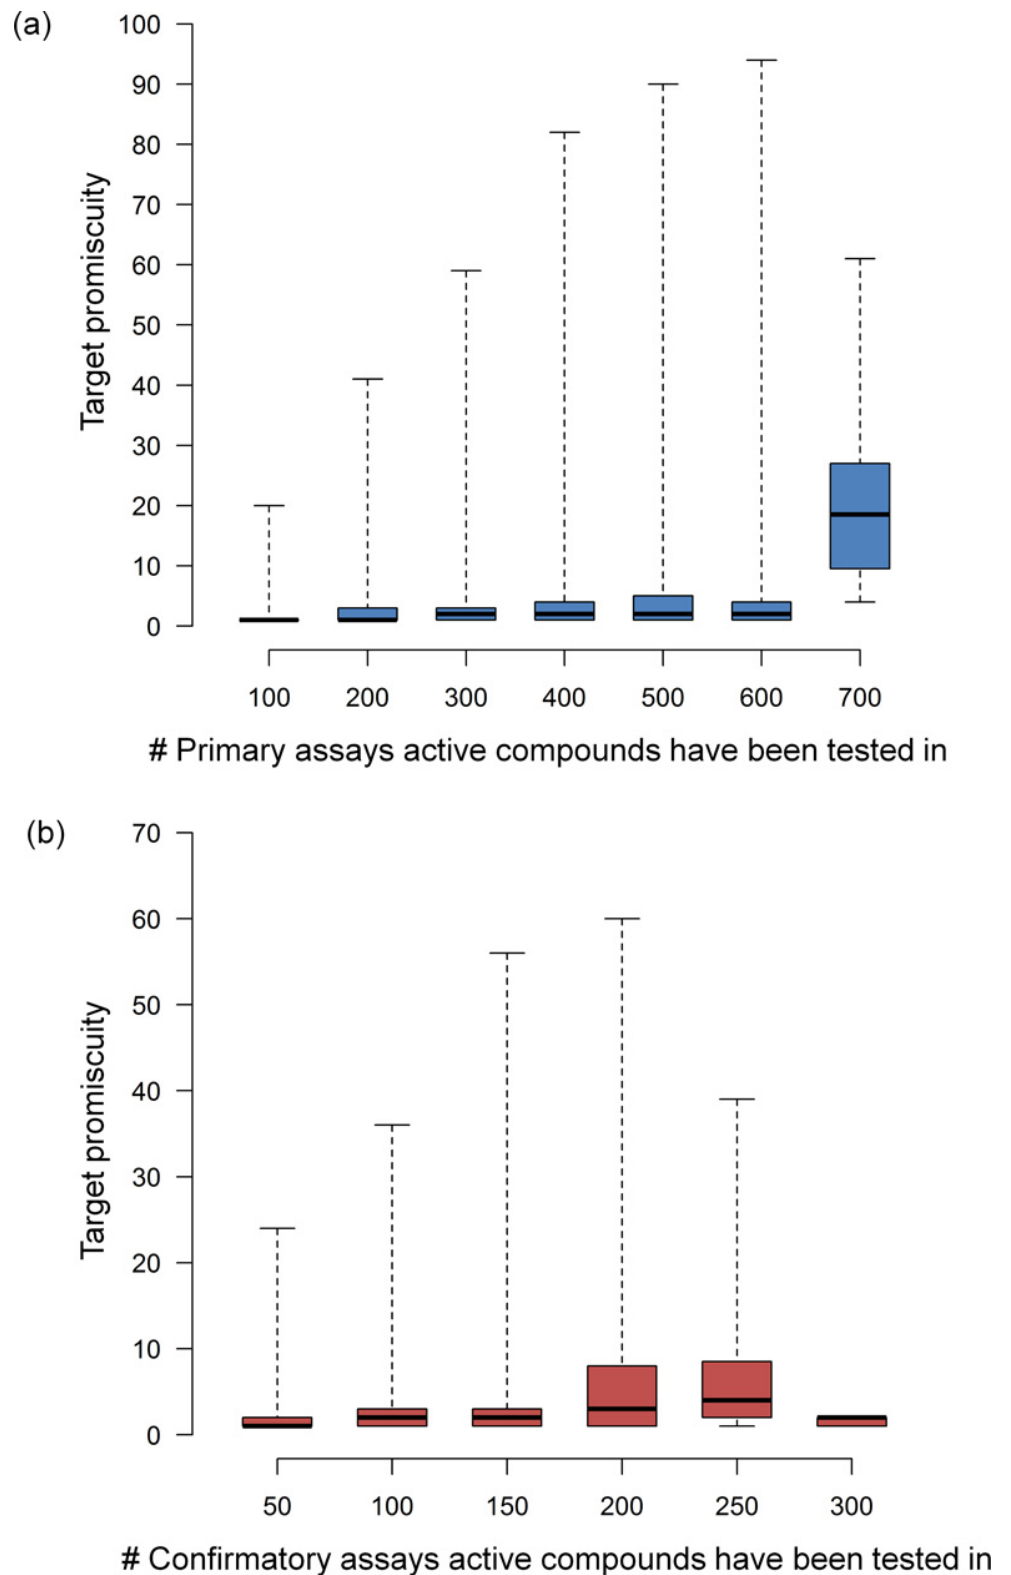 (a)
100
90
80
70
60
50
40
30
20
10
0
Target promiscuity
100 200 300 400 500 600 700
# Primary assays active compounds have been tested in
(b)
70
60
50
40
30
20
10
0
Target promiscuity
50 100 150 200 250 300
# Confirmatory assays active compounds have been tested in